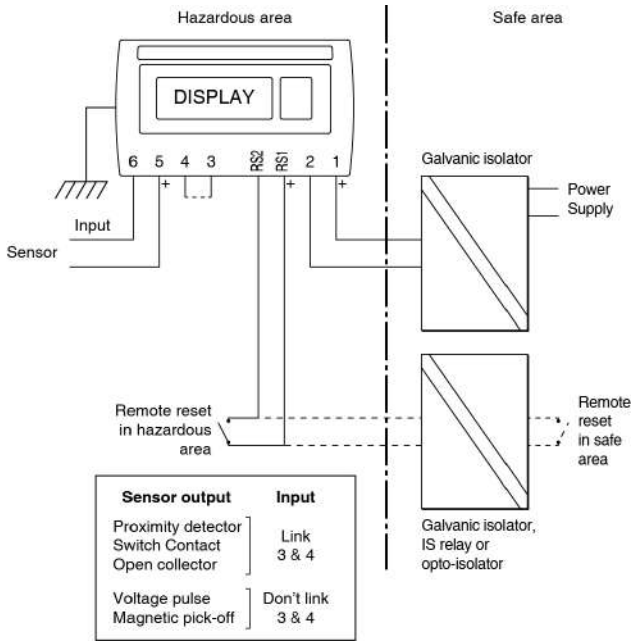 Hazardous area
Safe area
DISPLAY
6 5 4 3 RS2 RS1 2 1
+ + +
Galvanic isolator
Power
Supply
Input
Sensor
Remote reset
in hazardous
area
Remote
reset
in safe
area
Sensor output Input
Proximity detector
Switch Contact
Open collector
Link
3 & 4
Voltage pulse
Magnetic pick-off
Don't link
3 & 4
Galvanic isolator,
IS relay or
opto-isolator